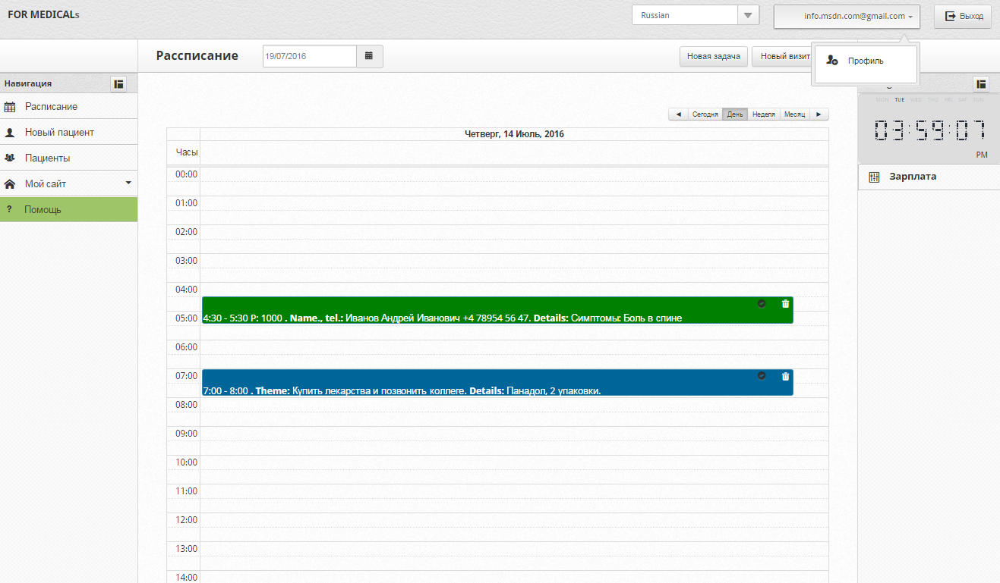 FOR MEDICALs
Russian
info.msdn.com@gmail.com
Выход
Рассписание
19/07/2016
Новая задача
Новый визит
Профиль
Навигация
Расписание
Новый пациент
Пациенты
Мой сайт
? Помощь
◄ Сегодня День Неделя Месяц ►
Четверг, 14 Июль, 2016
Часы
00:00
01:00
02:00
03:00
04:00
4:30 - 5:30 P: 1000 . Name., tel.: Иванов Андрей Иванович +4 78954 56 47. Details: Симптомы: Боль в спине
05:00
06:00
07:00
7:00 - 8:00 . Theme: Купить лекарства и позвонить коллеге. Details: Панадол, 2 упаковки.
08:00
09:00
10:00
11:00
12:00
13:00
14:00
MON TUE WED THU FRI SAT SUN
03:59:07
PM
Зарплата